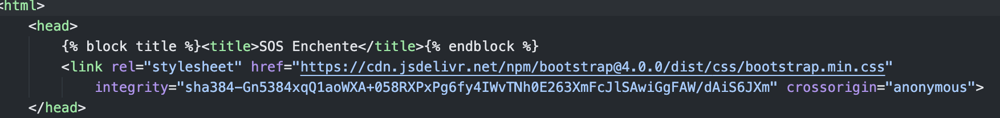 <html>
<head>
{% block title %}<title>SOS Enchente</title>{% endblock %}
<link rel="stylesheet" href="https://cdn.jsdelivr.net/npm/bootstrap@4.0.0/dist/css/bootstrap.min.css"
integrity="sha384-Gn5384xqQ1aoWXA+058RXPxPg6fy4IWvTNh0E263XmFcJlSAwiGgFAW/dAiS6JXm" crossorigin="anonymous">
</head>